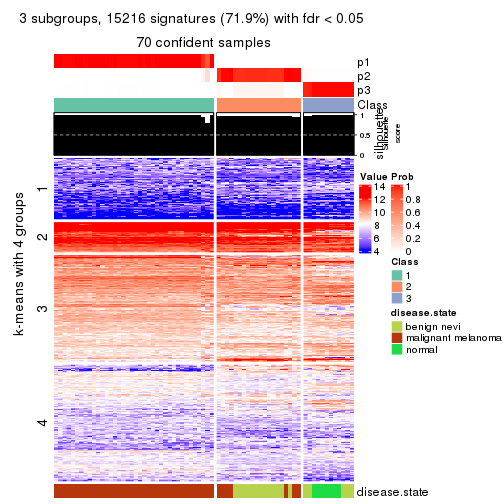 3 subgroups, 15216 signatures (71.9%) with fdr < 0.05
70 confident samples
p1
p2
p3
Class
1
0.5
0
silhouette
Silhouette
score
k-means with 4 groups
1
2
3
4
Value
14
12
10
8
6
4
Prob
1
0.8
0.6
0.4
0.2
0
Class
1
2
3
disease.state
benign nevi
malignant melanoma
normal
disease.state